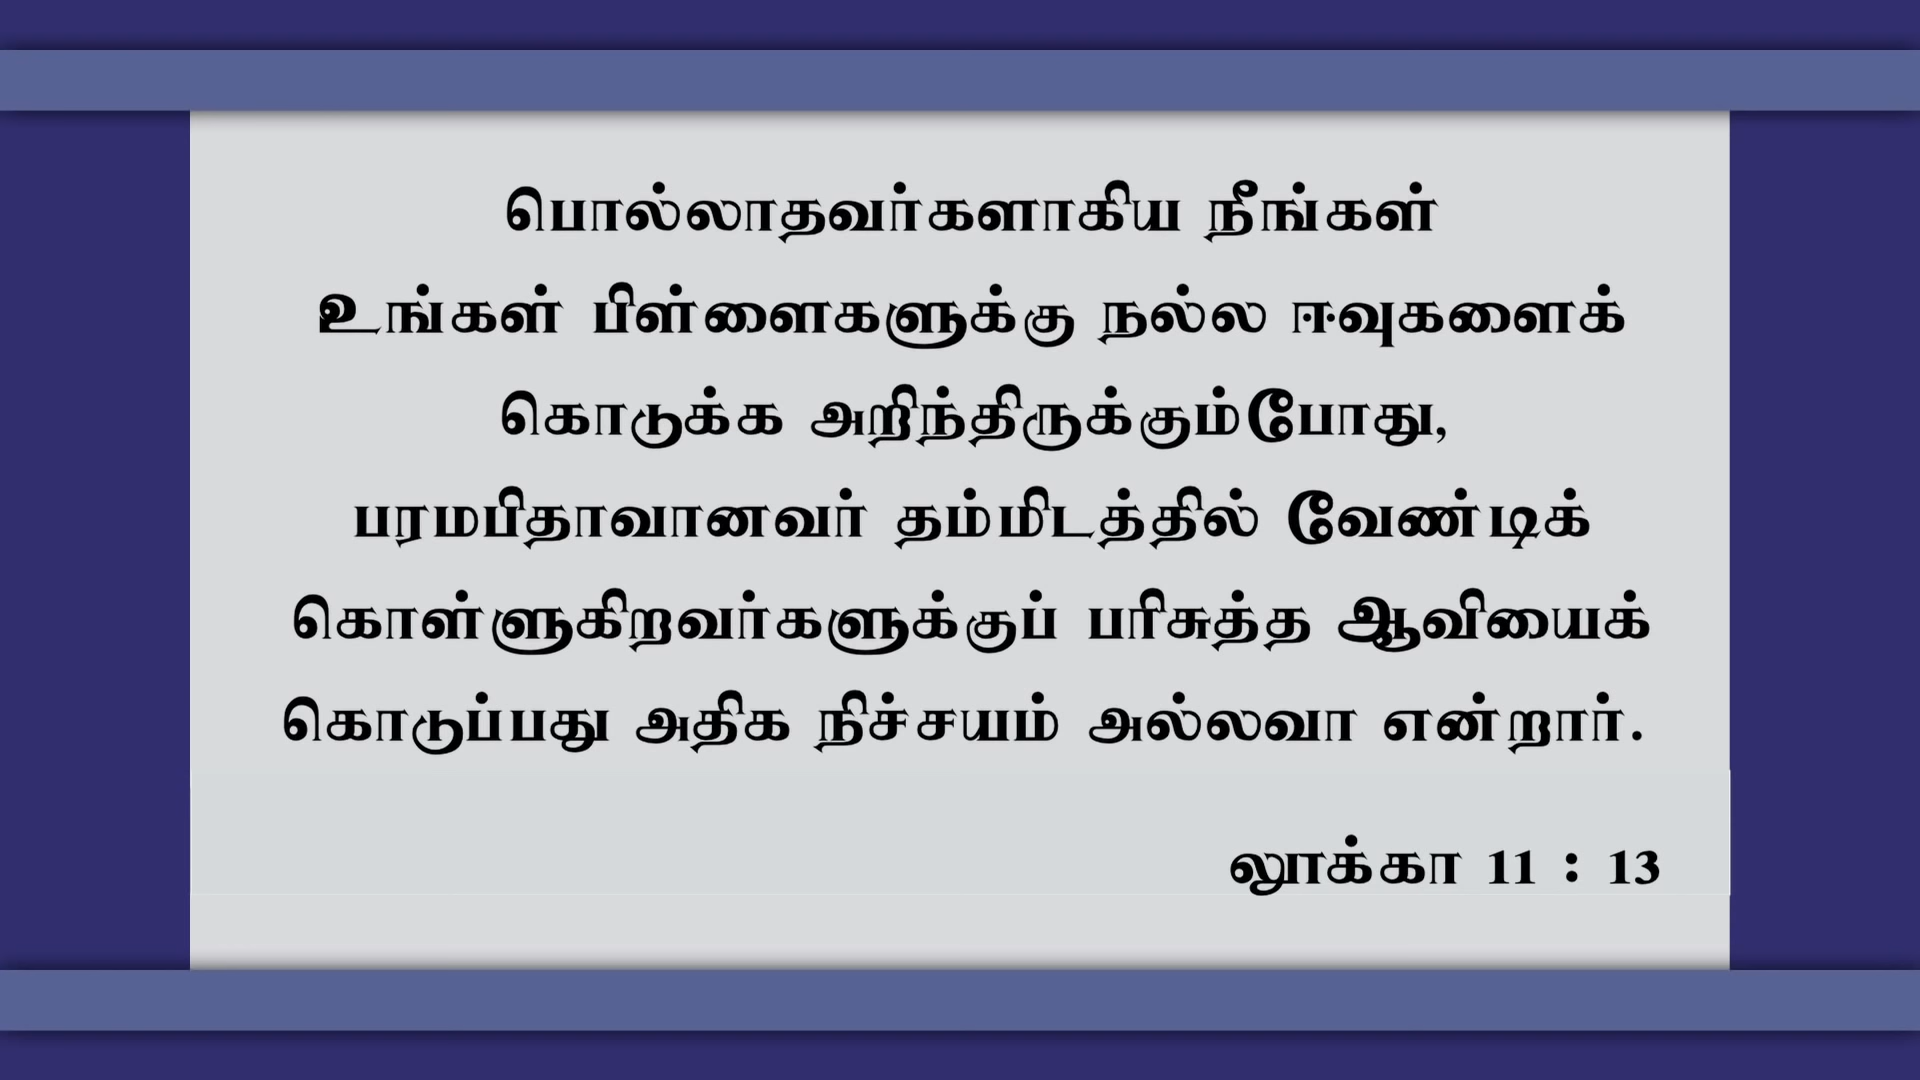 பொல்லாதவர்களாகிய நீங்கள்
உங்கள் பிள்ளைகளுக்கு நல்ல ஈவுகளைக்
கொடுக்க அறிந்திருக்கும்போது,
பரமபிதாவானவர் தம்மிடத்தில் வேண்டிக்
கொள்ளுகிறவர்களுக்குப் பரிசுத்த ஆவியைக்
கொடுப்பது அதிக நிச்சயம் அல்லவா என்றார்.
லூக்கா 11 : 13